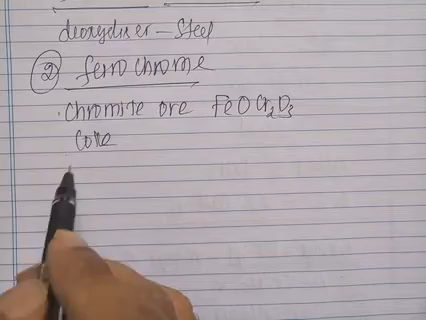 deoxydiser - Steel
② ferro chrome
. Chromite ore FeO Cr₂O₃
Coke